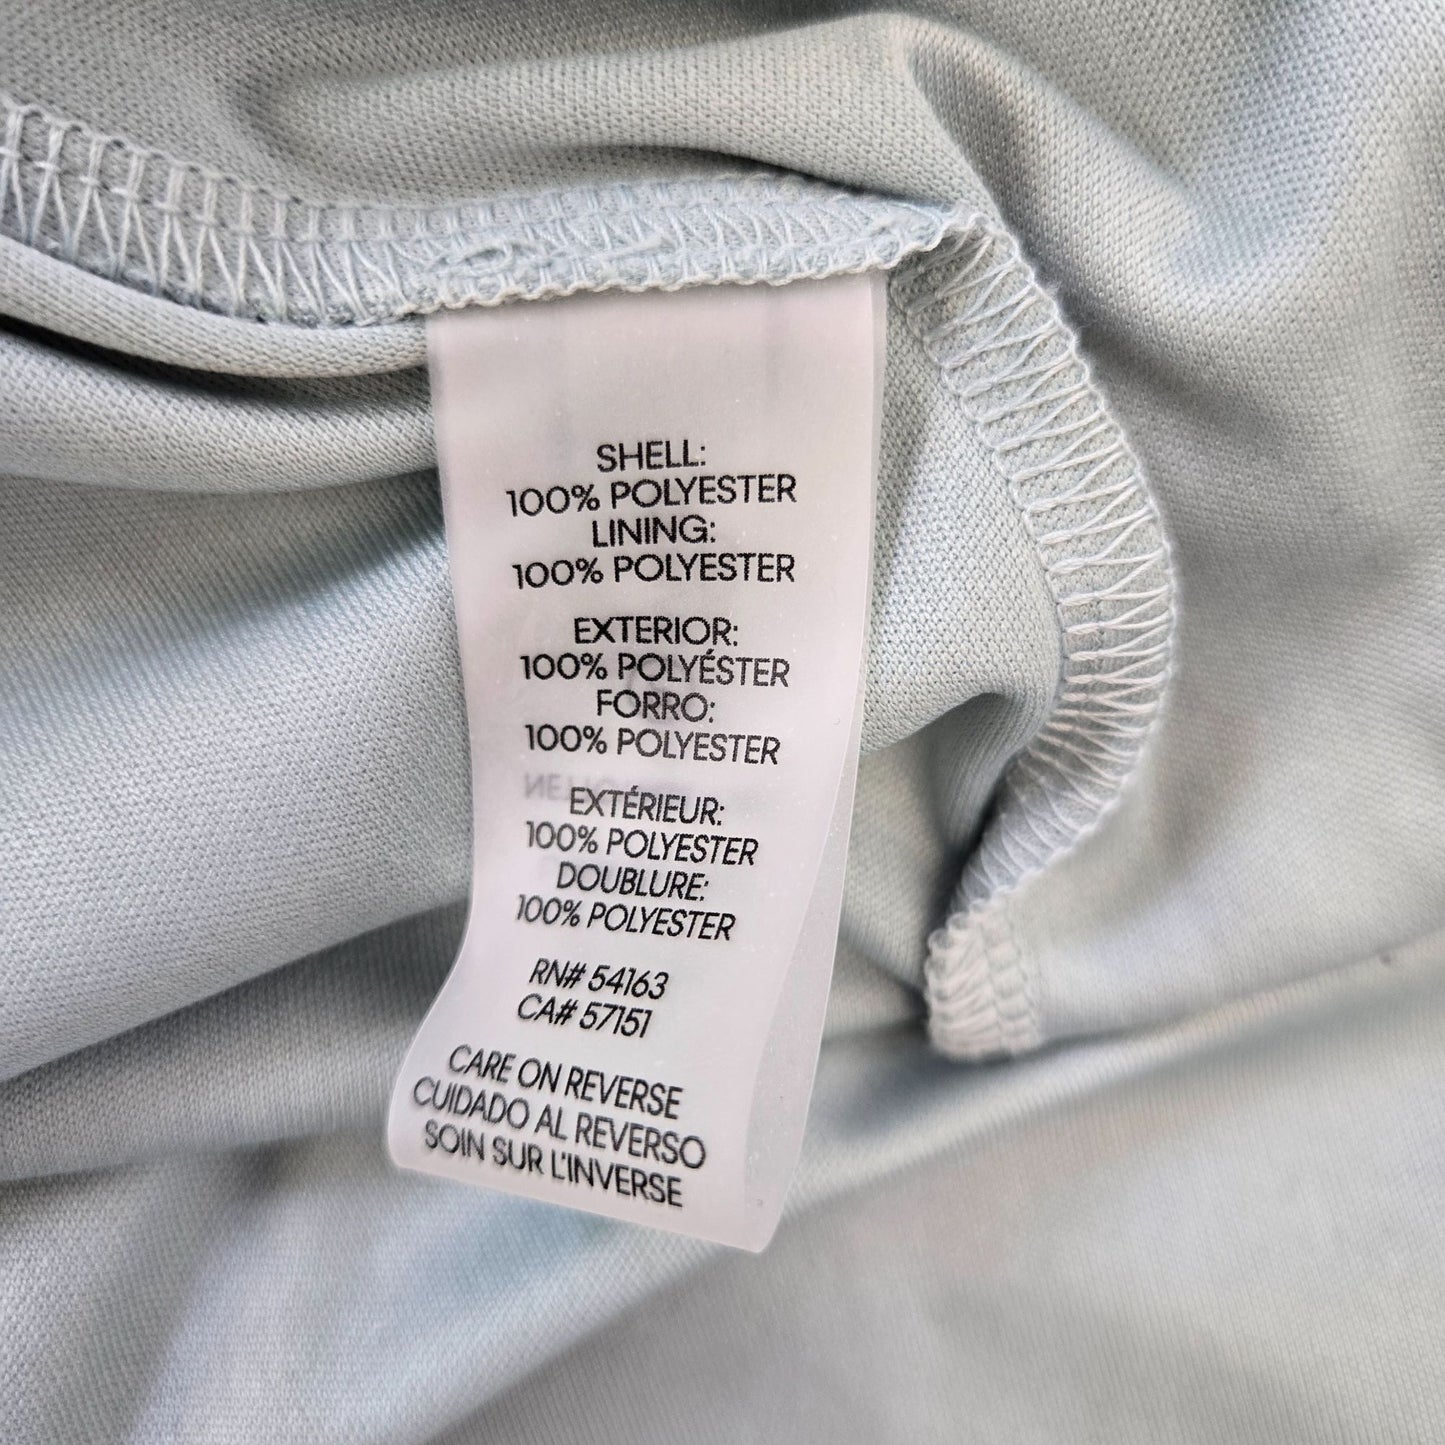 SHELL:
100% POLYESTER
LINING:
100% POLYESTER
EXTERIOR:
100% POLYÉSTER
FORRO:
100% POLYESTER
EXTÉRIEUR:
100% POLYESTER
DOUBLURE:
100% POLYESTER
RN# 54163
CA# 57151
CARE ON REVERSE
CUIDADO AL REVERSO
SOIN SUR L'INVERSE